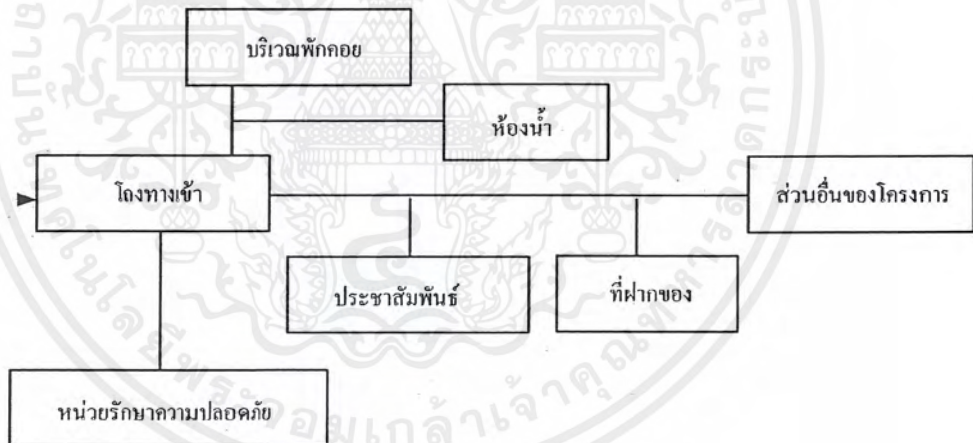 บริเวณพักคอย
ห้องน้ำ
โถงทางเข้า
ส่วนอื่นของโครงการ
ประชาสัมพันธ์
ที่ฝากของ
หน่วยรักษาความปลอดภัย